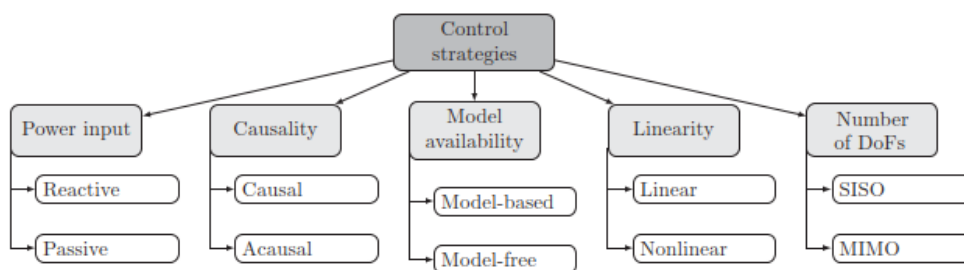 Control
strategies
Power input
Causality
Model
availability
Linearity
Number
of DoFs
Reactive
Causal
Model-based
Linear
SISO
Passive
Acausal
Model-free
Nonlinear
MIMO